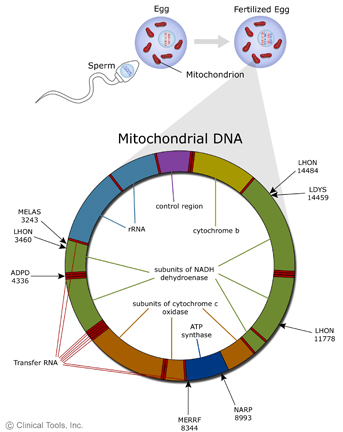 Egg
Fertilized Egg
Sperm
Mitochondrion
Mitochondrial DNA
LHON
14484
LDYS
14459
control region
rRNA
cytochrome b
MELAS
3243
LHON
3460
ADPD
4336
subunits of NADH
dehydroenase
subunits of cytochrome c
oxidase
ATP
synthase
LHON
11778
Transfer RNA
NARP
8993
MERRF
8344
© Clinical Tools, Inc.